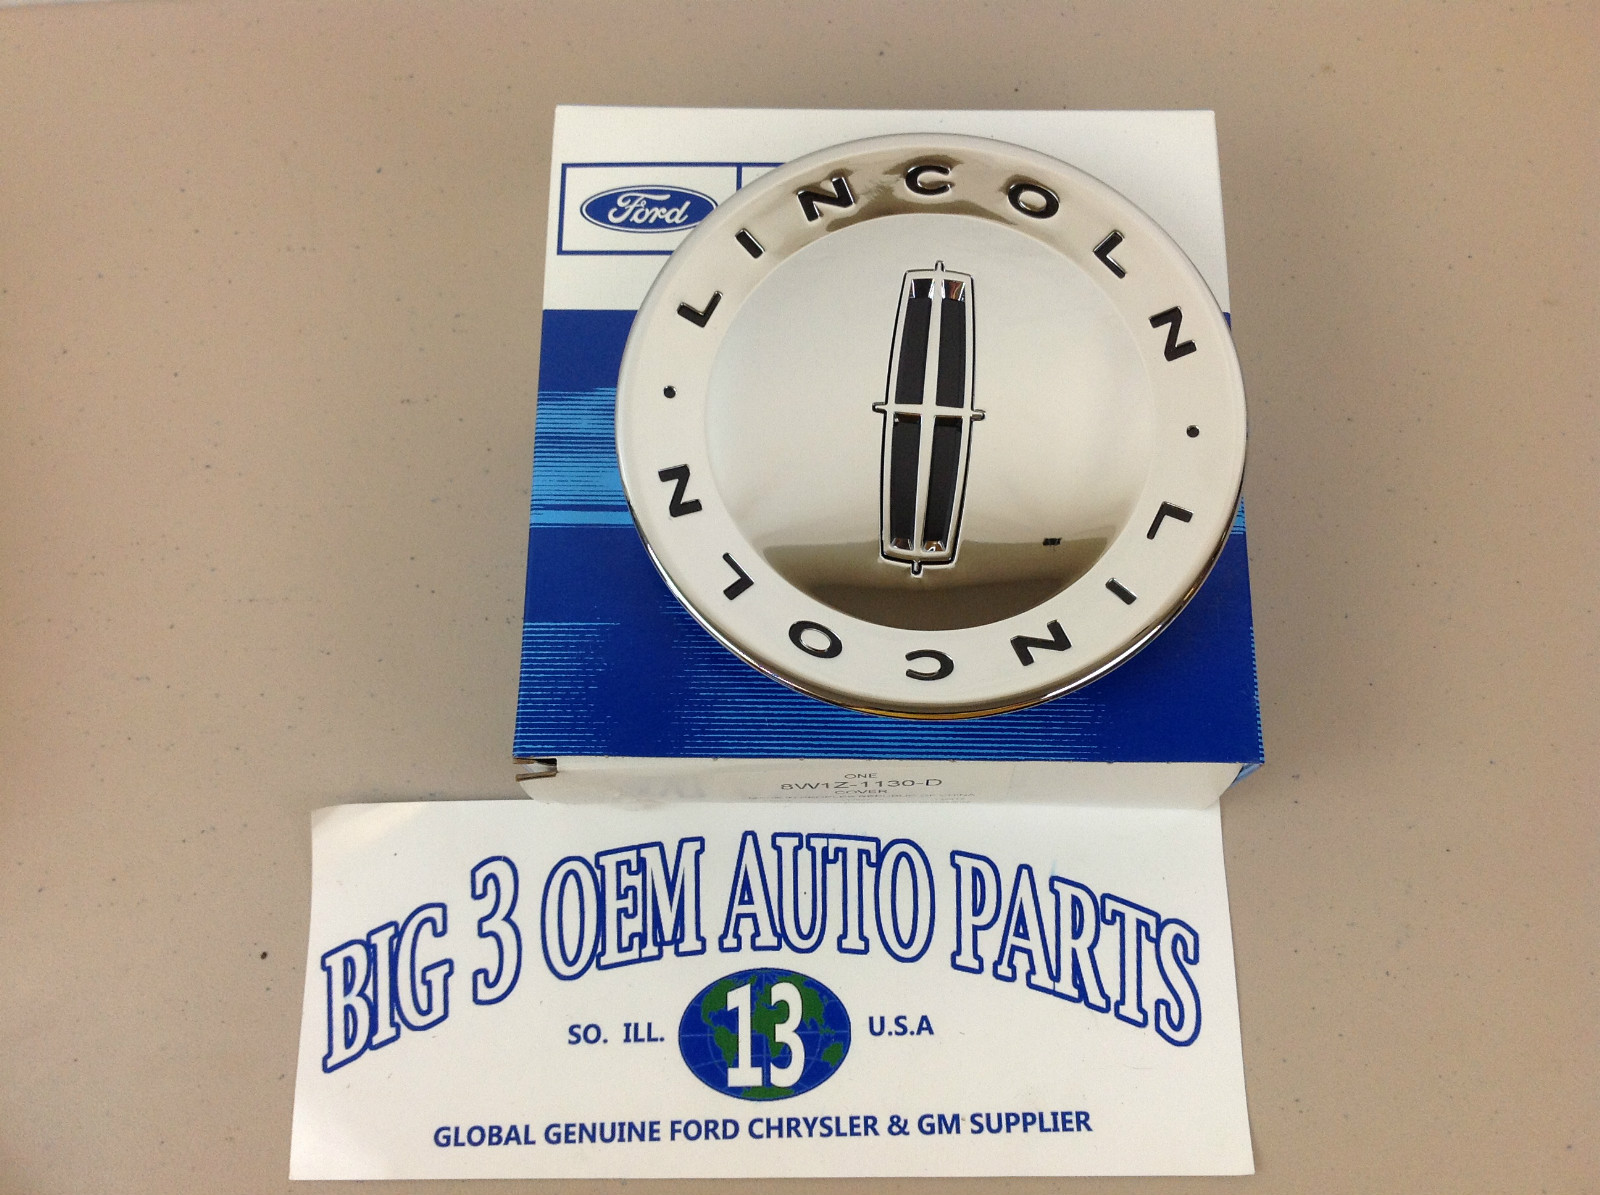 Ford
LINCOLN • LINCOLN •
ONE
8W1Z-1130-D
COVER
BIG 3 OEM AUTO PARTS
SO. ILL. 13 U.S.A
GLOBAL GENUINE FORD CHRYSLER & GM SUPPLIER